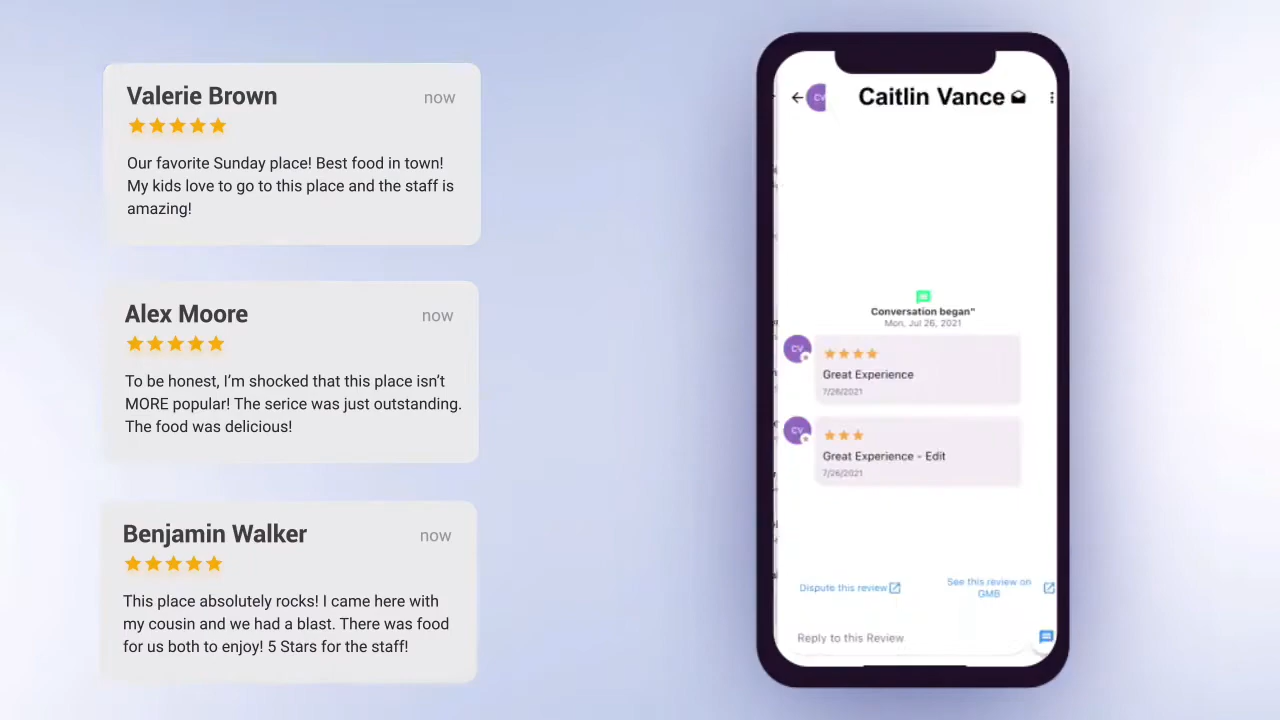 Valerie Brown
now
Our favorite Sunday place! Best food in town!
My kids love to go to this place and the staff is
amazing!
Alex Moore
now
To be honest, I'm shocked that this place isn't
MORE popular! The serice was just outstanding.
The food was delicious!
Benjamin Walker
now
This place absolutely rocks! I came here with
my cousin and we had a blast. There was food
for us both to enjoy! 5 Stars for the staff!
CV
Caitlin Vance
Conversation began"
Mon, Jul 26, 2021
CV
Great Experience
7/26/2021
CV
Great Experience - Edit
7/26/2021
Dispute this review
See this review on
GMB
Reply to this Review